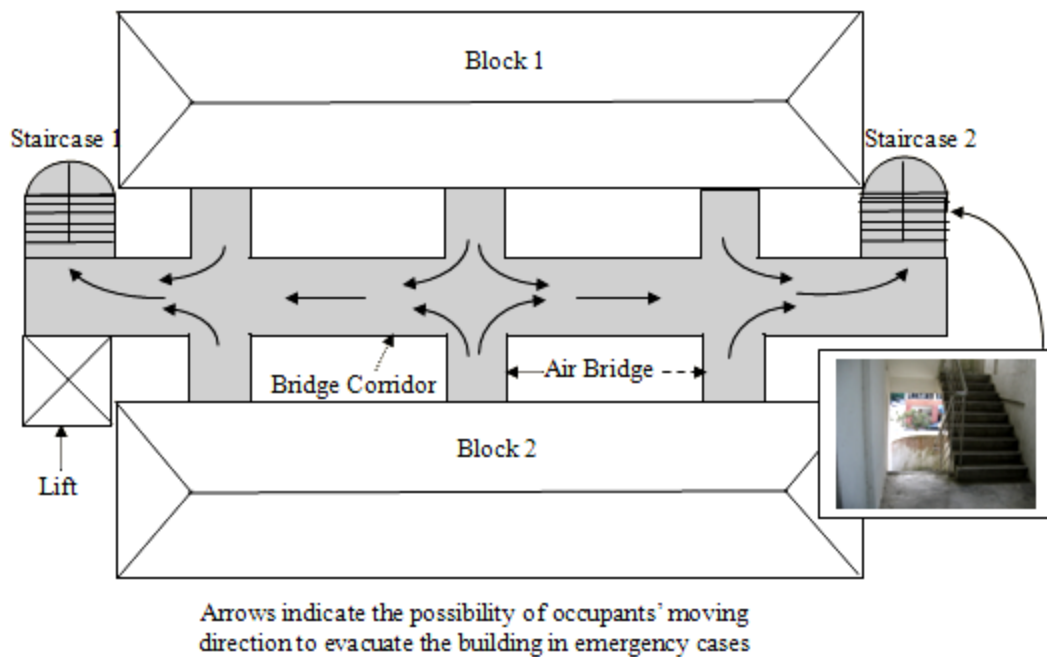 Block 1
Staircase 1
Staircase 2
Bridge Corridor
Air Bridge
Block 2
Lift
Arrows indicate the possibility of occupants’ moving
direction to evacuate the building in emergency cases